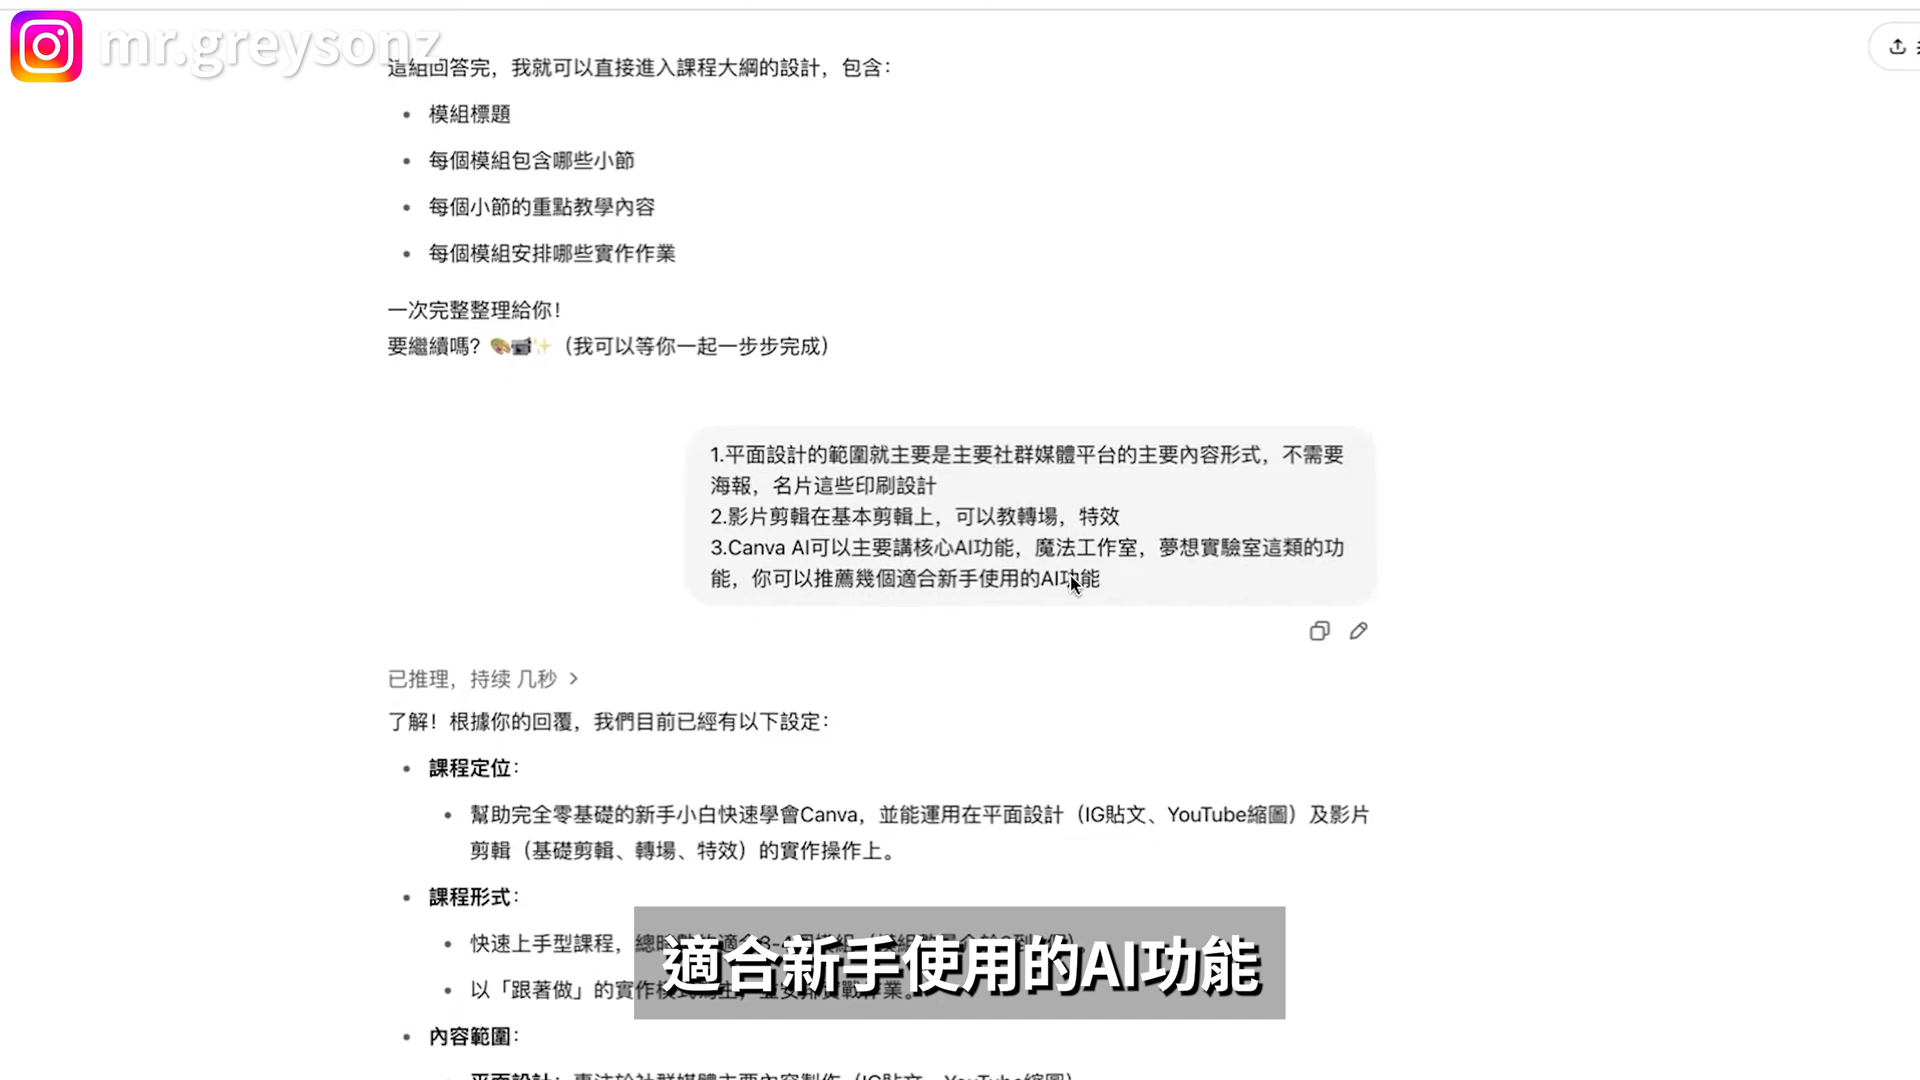 mr.greysonz
這組回答完，我就可以直接進入課程大綱的設計，包含：
• 模組標題
• 每個模組包含哪些小節
• 每個小節的重點教學內容
• 每個模組安排哪些實作作業
一次完整整理給你！
要繼續嗎？🎨📹✨（我可以等你一起一步步完成）
1.平面設計的範圍就主要是主要社群媒體平台的主要內容形式，不需要
海報，名片這些印刷設計
2.影片剪輯在基本剪輯上，可以教轉場，特效
3.Canva AI可以主要講核心AI功能，魔法工作室，夢想實驗室這類的功
能，你可以推薦幾個適合新手使用的AI功能
已推理，持续 几秒 >
了解！根據你的回覆，我們目前已經有以下設定：
• 課程定位：
• 幫助完全零基礎的新手小白快速學會Canva，並能運用在平面設計（IG貼文、YouTube縮圖）及影片
剪輯（基礎剪輯、轉場、特效）的實作操作上。
• 課程形式：
• 快速上手型課程，
• 以「跟著做」的實作
適合新手使用的AI功能
• 內容範圍：